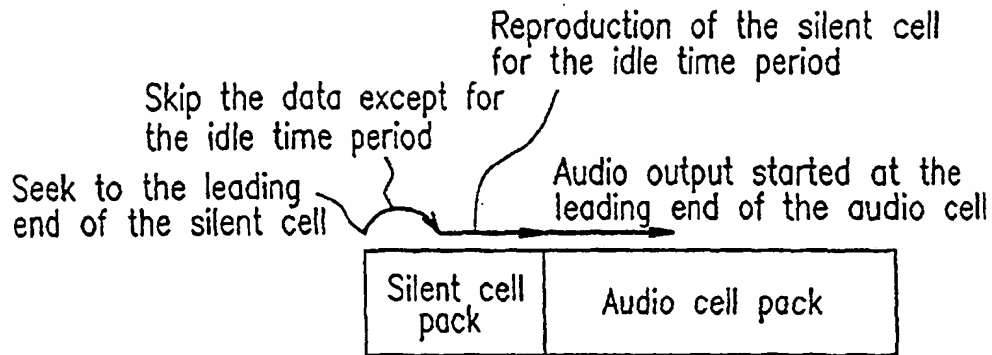 Reproduction of the silent cell
for the idle time period
Skip the data except for
the idle time period
Seek to the leading
end of the silent cell
Audio output started at the
leading end of the audio cell
Silent cell
pack
Audio cell pack